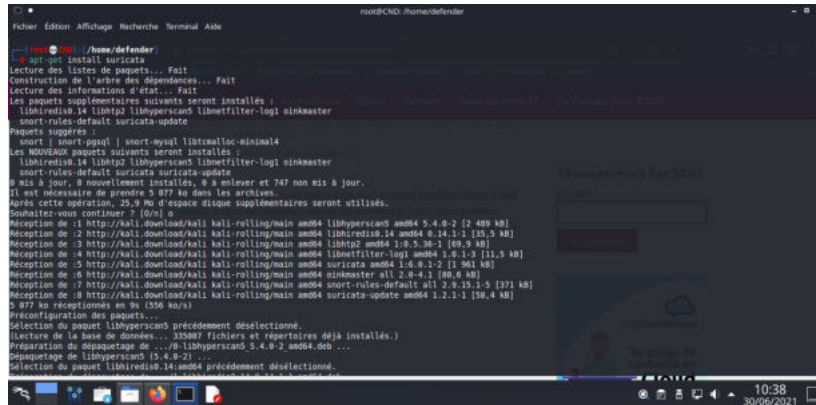 root@CND: /home/defender
Fichier Édition Affichage Recherche Terminal Aide
(root💀CND)-[/home/defender]
# apt-get install suricata
Lecture des listes de paquets... Fait
Construction de l'arbre des dépendances... Fait
Lecture des informations d'état... Fait
Les paquets supplémentaires suivants seront installés :
libhiredis0.14 libhtp2 libhyperscan5 libnetfilter-log1 oinkmaster
snort-rules-default suricata-update
Paquets suggérés :
snort | snort-pgsql | snort-mysql libtcmalloc-minimal4
Les NOUVEAUX paquets suivants seront installés :
libhiredis0.14 libhtp2 libhyperscan5 libnetfilter-log1 oinkmaster
snort-rules-default suricata suricata-update
0 mis à jour, 8 nouvellement installés, 0 à enlever et 747 non mis à jour.
Il est nécessaire de prendre 5 077 ko dans les archives.
Après cette opération, 25,9 Mo d'espace disque supplémentaires seront utilisés.
Souhaitez-vous continuer ? [O/n] o
Réception de :1 http://kali.download/kali kali-rolling/main amd64 libhyperscan5 amd64 5.4.0-2 [2 489 kB]
Réception de :2 http://kali.download/kali kali-rolling/main amd64 libhiredis0.14 amd64 0.14.1-1 [35,5 kB]
Réception de :3 http://kali.download/kali kali-rolling/main amd64 libhtp2 amd64 1:0.5.36-1 [69,9 kB]
Réception de :4 http://kali.download/kali kali-rolling/main amd64 libnetfilter-log1 amd64 1.0.1-3 [11,5 kB]
Réception de :5 http://kali.download/kali kali-rolling/main amd64 suricata amd64 1:6.0.1-2 [1 961 kB]
Réception de :6 http://kali.download/kali kali-rolling/main amd64 oinkmaster all 2.0-4.1 [80,6 kB]
Réception de :7 http://kali.download/kali kali-rolling/main amd64 snort-rules-default all 2.9.15.1-5 [371 kB]
Réception de :8 http://kali.download/kali kali-rolling/main amd64 suricata-update amd64 1.2.1-1 [58,4 kB]
5 077 ko réceptionnés en 9s (556 ko/s)
Préconfiguration des paquets...
Sélection du paquet libhyperscan5 précédemment désélectionné.
(Lecture de la base de données... 335007 fichiers et répertoires déjà installés.)
Préparation du dépaquetage de .../0-libhyperscan5_5.4.0-2_amd64.deb ...
Dépaquetage de libhyperscan5 (5.4.0-2) ...
Sélection du paquet libhiredis0.14:amd64 précédemment désélectionné.
10:38
30/06/2021